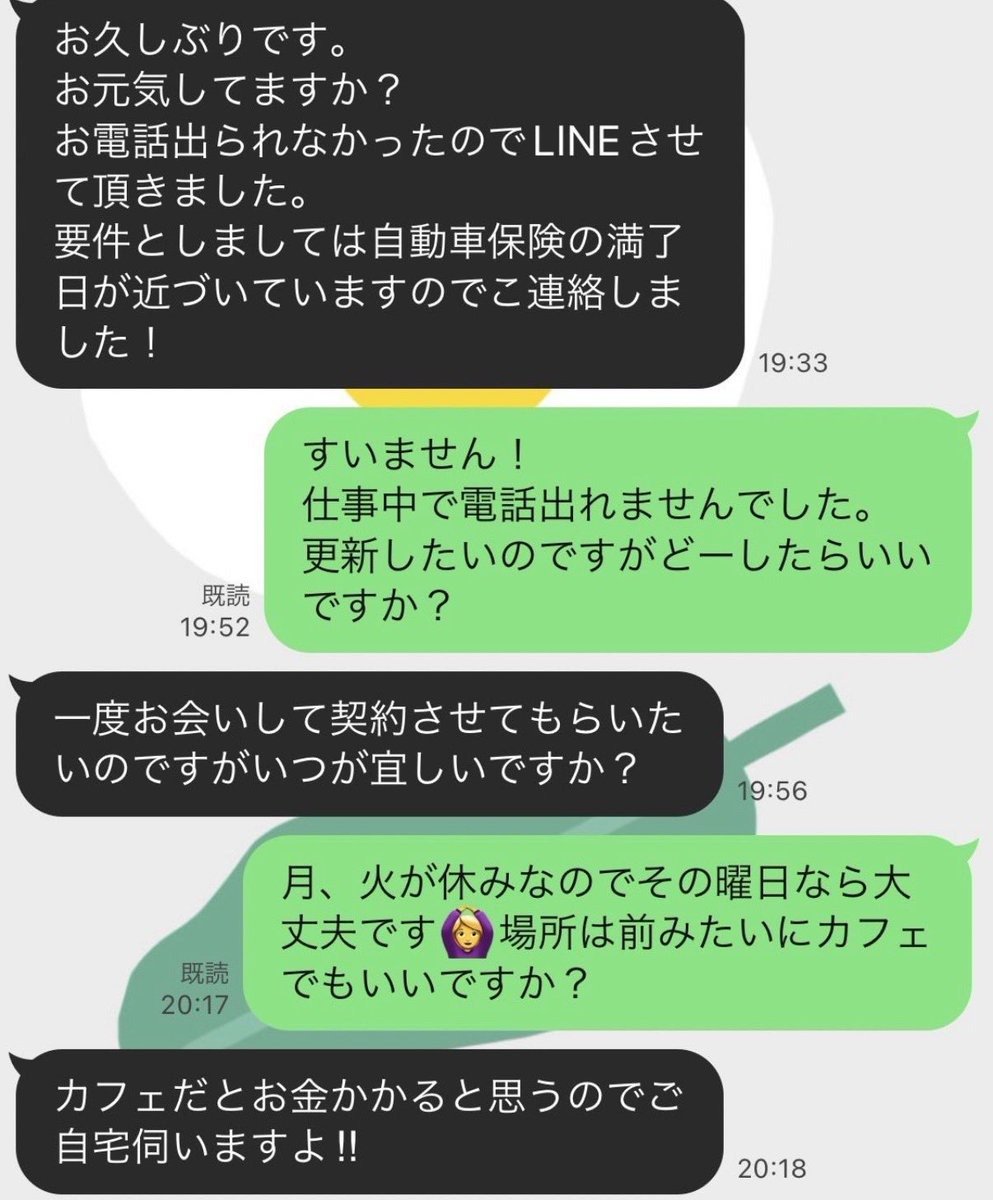 お久しぶりです。
お元気してますか？
お電話出られなかったのでLINEさせ
て頂きました。
要件としましては自動車保険の満了
日が近づいていますのでご連絡しま
した！
19:33
すいません！
仕事中で電話出れませんでした。
更新したいのですがどーしたらいい
ですか？
既読
19:52
一度お会いして契約させてもらいた
いのですがいつが宜しいですか？
19:56
月、火が休みなのでその曜日なら大
丈夫です🙆‍♀️場所は前みたいにカフェ
でもいいですか？
既読
20:17
カフェだとお金かかると思うのでご
自宅伺いますよ‼
20:18